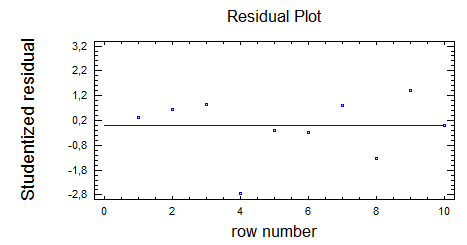 Residual Plot
Studentized residual
3,2
2,2
1,2
0,2
-0,8
-1,8
-2,8
0 2 4 6 8 10
row number